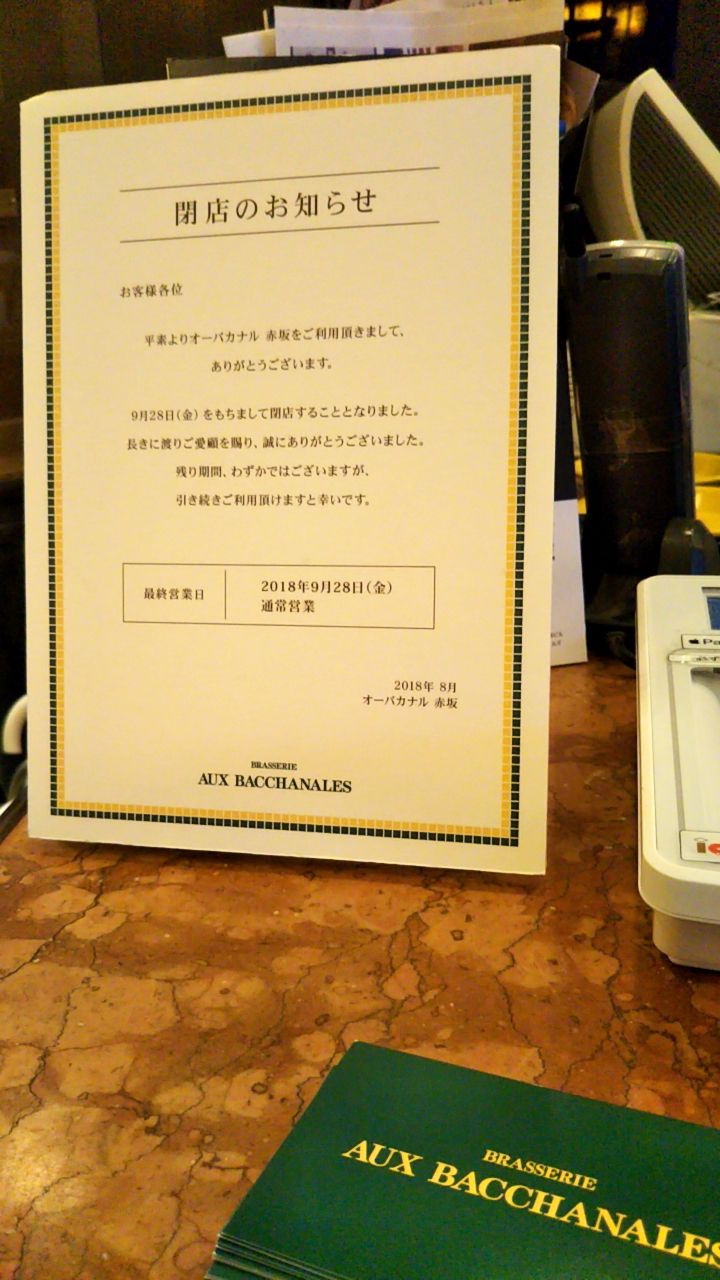 閉店のお知らせ
お客様各位
平素よりオーバカナル 赤坂をご利用頂きまして、
ありがとうございます。
9月28日(金)をもちまして閉店することとなりました。
長きに渡りご愛顧を賜り、誠にありがとうございました。
残り期間、わずかではございますが、
引き続きご利用頂けますと幸いです。
最終営業日
2018年9月28日(金)
通常営業
2018年 8月
オーバカナル 赤坂
BRASSERIE
AUX BACCHANALES
BRASSERIE
AUX BACCHANALES